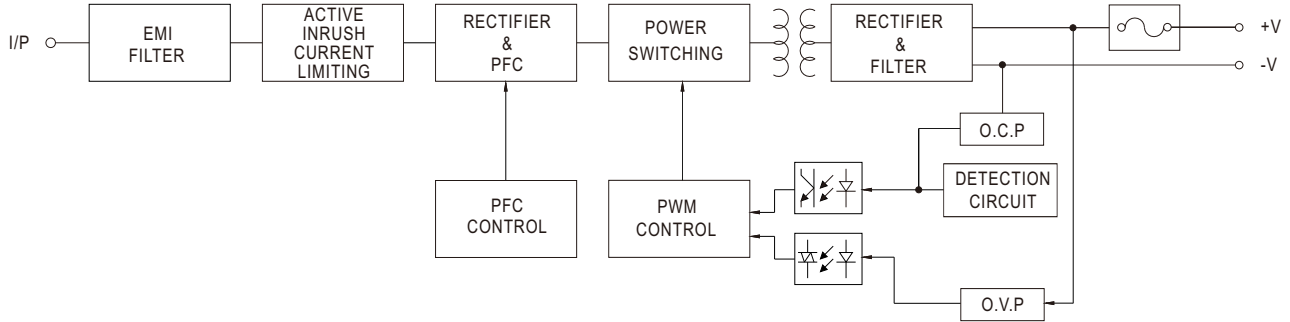 I/P
EMI
FILTER
ACTIVE
INRUSH
CURRENT
LIMITING
RECTIFIER
&
PFC
POWER
SWITCHING
RECTIFIER
&
FILTER
+V
-V
O.C.P
DETECTION
CIRCUIT
PFC
CONTROL
PWM
CONTROL
O.V.P